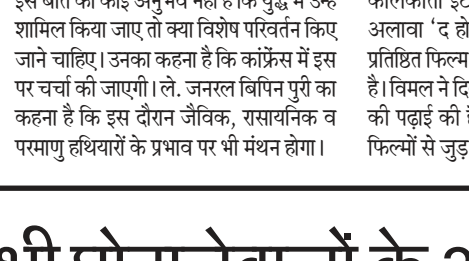 इस बात का कोई अनुभव नहीं है कि युद्ध में उन्हें
शामिल किया जाए तो क्या विशेष परिवर्तन किए
जाने चाहिए। उनका कहना है कि कांफ्रेंस में इस
पर चर्चा की जाएगी। ले. जनरल बिपिन पुरी का
कहना है कि इस दौरान जैविक, रासायनिक व
परमाणु हथियारों के प्रभाव पर भी मंथन होगा।
अलावा ‘द हो
प्रतिष्ठित फिल्म
है। विमल ने दि
की पढ़ाई की है
फिल्मों से जुड़
के